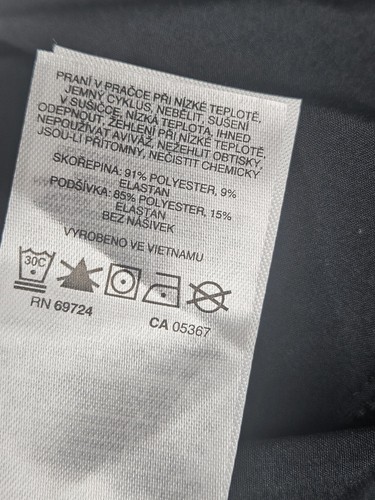 PRANÍ V PRAČCE PŘI NÍZKÉ TEPLOTĚ,
JEMNÝ CYKLUS, NEBĚLIT, SUŠENÍ
V SUŠIČCE, NÍZKÁ TEPLOTA, IHNED
ODEPNOUT, ŽEHLENÍ PŘI NÍZKÉ TEPLOTĚ
NEPOUŽÍVAT AVIVÁŽ, NEŽEHLIT OBTISKY,
JSOU-LI PŘÍTOMNY, NEČISTIT CHEMICKY
SKOŘEPINA: 91% POLYESTER, 9%
ELASTAN
PODŠÍVKA: 85% POLYESTER, 15%
ELASTAN
BEZ NÁŠIVEK
VYROBENO VE VIETNAMU
30C
RN 69724
CA 05367